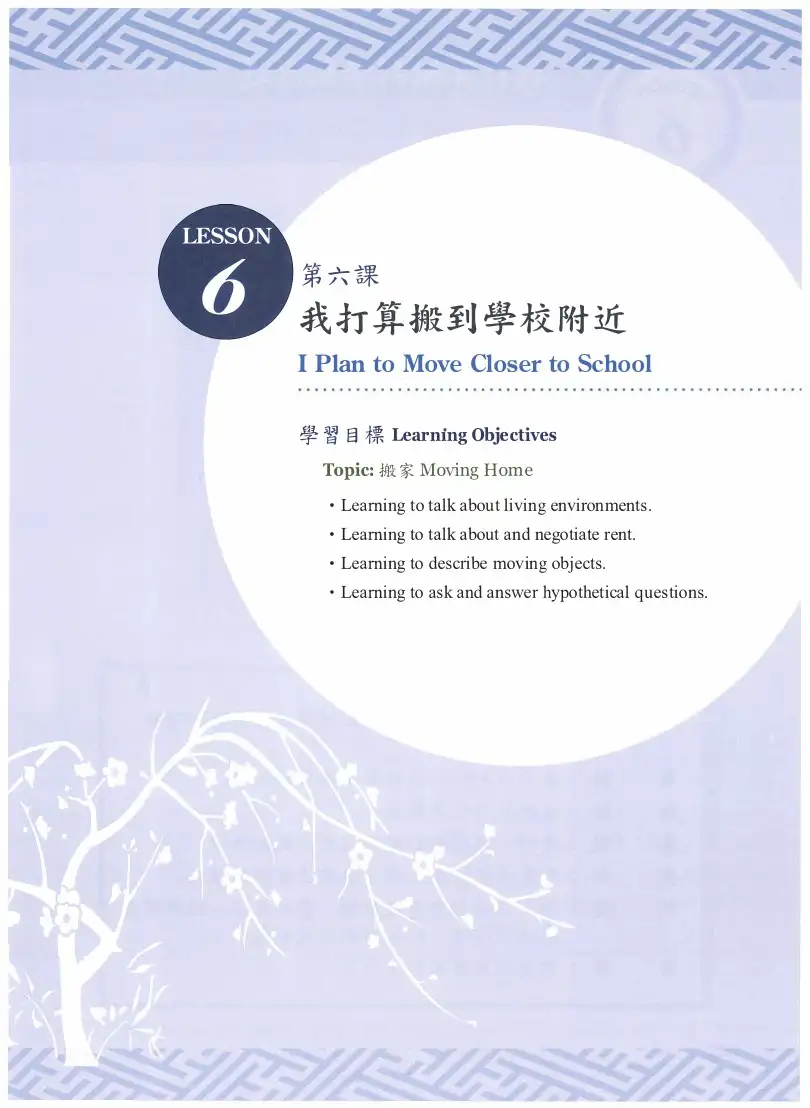 LESSON
6
第六課
我打算搬到學校附近
I Plan to Move Closer to School
學習目標 Learning Objectives
Topic: 搬家 Moving Home
• Learning to talk about living environments.
• Learning to talk about and negotiate rent.
• Learning to describe moving objects.
• Learning to ask and answer hypothetical questions.